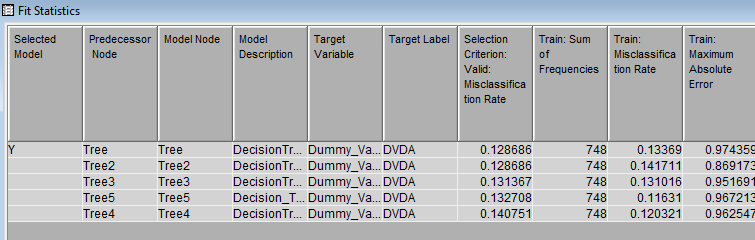 Fit Statistics
Selected Model Predecessor Node Model Node Model Description Target Variable Target Label Selection Criterion: Valid: Misclassifica tion Rate Train: Sum of Frequencies Train: Misclassifica tion Rate Train: Maximum Absolute Error
Y Tree Tree DecisionTr... Dummy_Va... DVDA 0.128686 748 0.13369 0.974359
Tree2 Tree2 DecisionTr... Dummy_Va... DVDA 0.128686 748 0.141711 0.869173
Tree3 Tree3 DecisionTr... Dummy_Va... DVDA 0.131367 748 0.131016 0.951691
Tree5 Tree5 Decision_T... Dummy_Va... DVDA 0.132708 748 0.11631 0.967213
Tree4 Tree4 DecisionTr... Dummy_Va... DVDA 0.140751 748 0.120321 0.962547